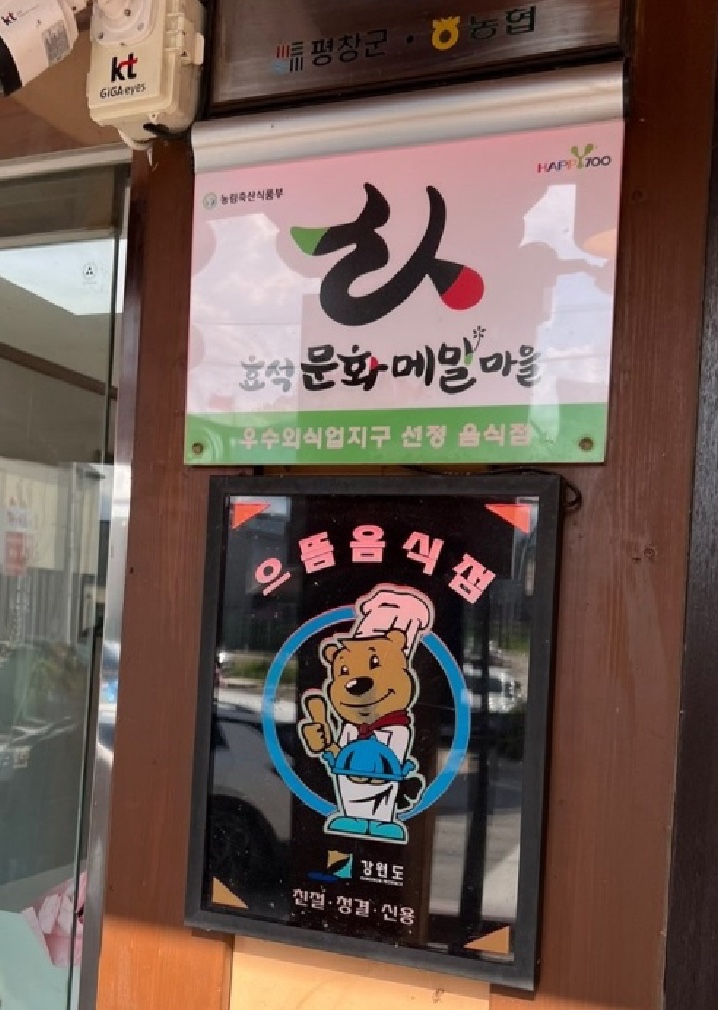 kt
GiGAeyes
평창군 · 농협
농림축산식품부
HAPPY700
효석문화메밀마을
우수외식업지구 선정 음식점
으뜸음식점
강원도
친절·청결·신용